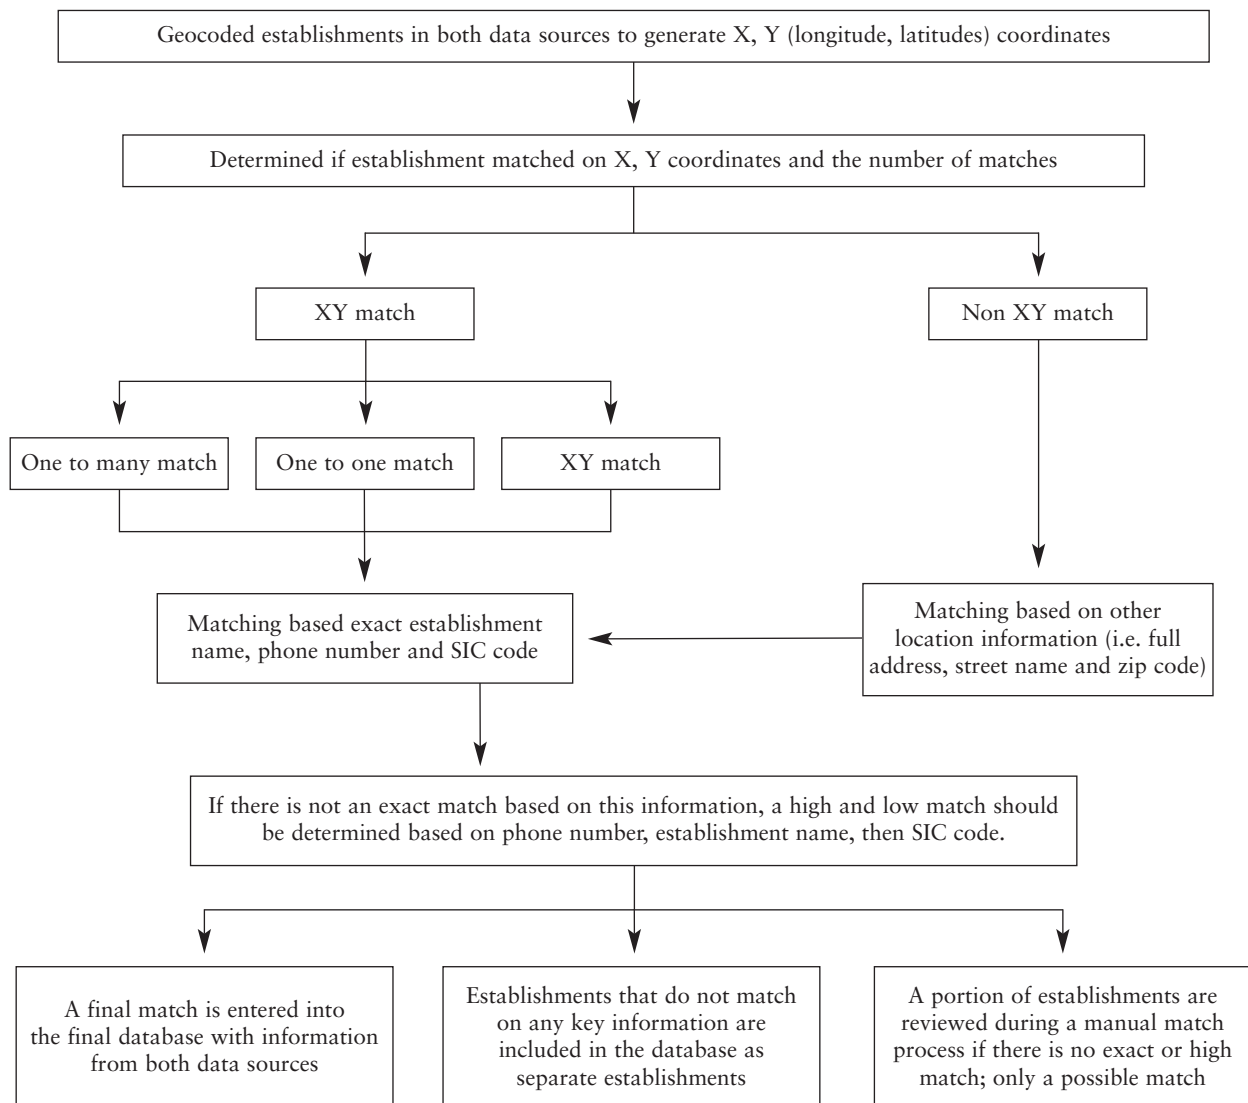 Geocoded establishments in both data sources to generate X, Y (longitude, latitudes) coordinates
Determined if establishment matched on X, Y coordinates and the number of matches
XY match
Non XY match
One to many match
One to one match
XY match
Matching based exact establishment
name, phone number and SIC code
Matching based on other
location information (i.e. full
address, street name and zip code)
If there is not an exact match based on this information, a high and low match should
be determined based on phone number, establishment name, then SIC code.
A final match is entered into
the final database with information
from both data sources
Establishments that do not match
on any key information are
included in the database as
separate establishments
A portion of establishments are
reviewed during a manual match
process if there is no exact or high
match; only a possible match